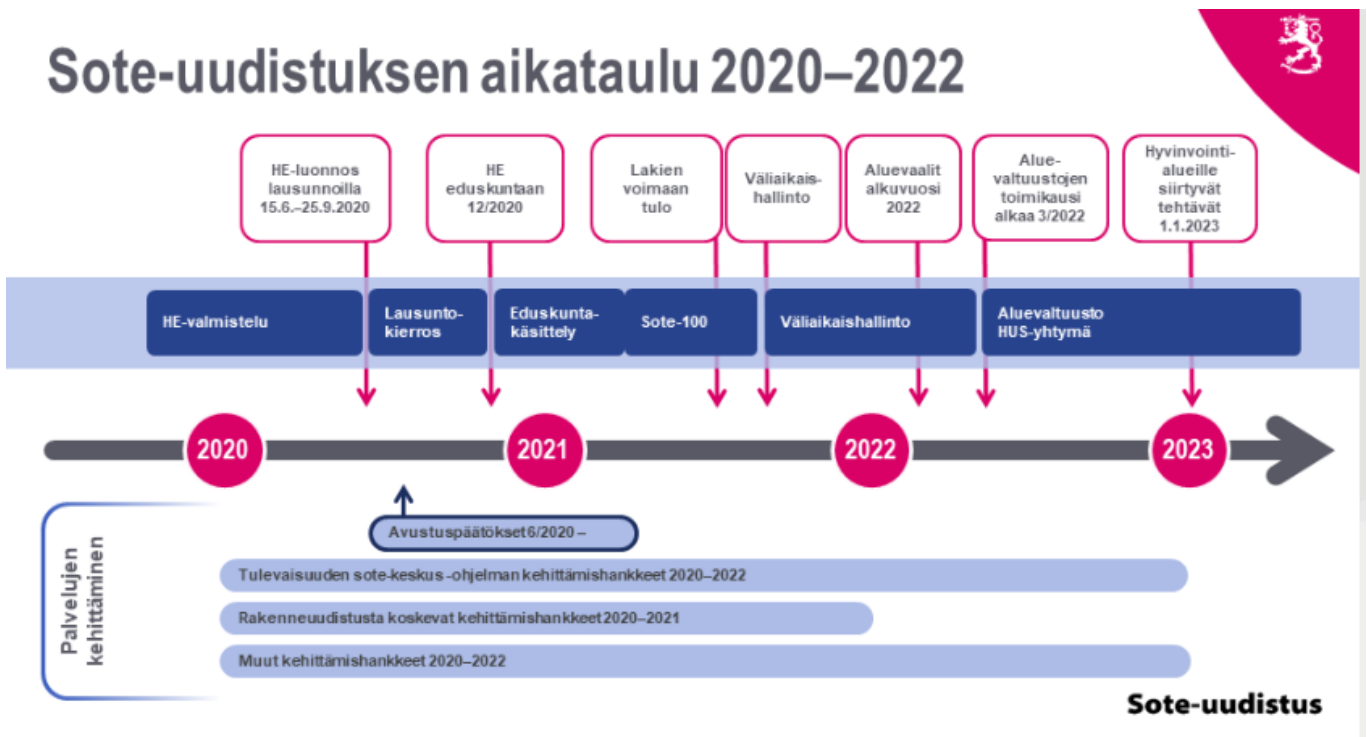 Sote-uudistuksen aikataulu 2020–2022
HE-luonnos
lausunnoilla
15.6.–25.9.2020
HE
eduskuntaan
12/2020
Lakien
voimaan
tulo
Väliaikais-
hallinto
Aluevaalit
alkuvuosi
2022
Alue-
valtuustojen
toimikausi
alkaa 3/2022
Hyvinvointi-
alueille
siirtyvät
tehtävät
1.1.2023
HE-valmistelu
Lausunto-
kierros
Eduskunta-
käsittely
Sote-100
Väliaikaishallinto
Aluevaltuusto
HUS-yhtymä
2020
2021
2022
2023
Palvelujen
kehittäminen
Avustuspäätökset 6/2020 –
Tulevaisuuden sote-keskus -ohjelman kehittämishankkeet 2020–2022
Rakenneuudistusta koskevat kehittämishankkeet 2020–2021
Muut kehittämishankkeet 2020–2022
Sote-uudistus